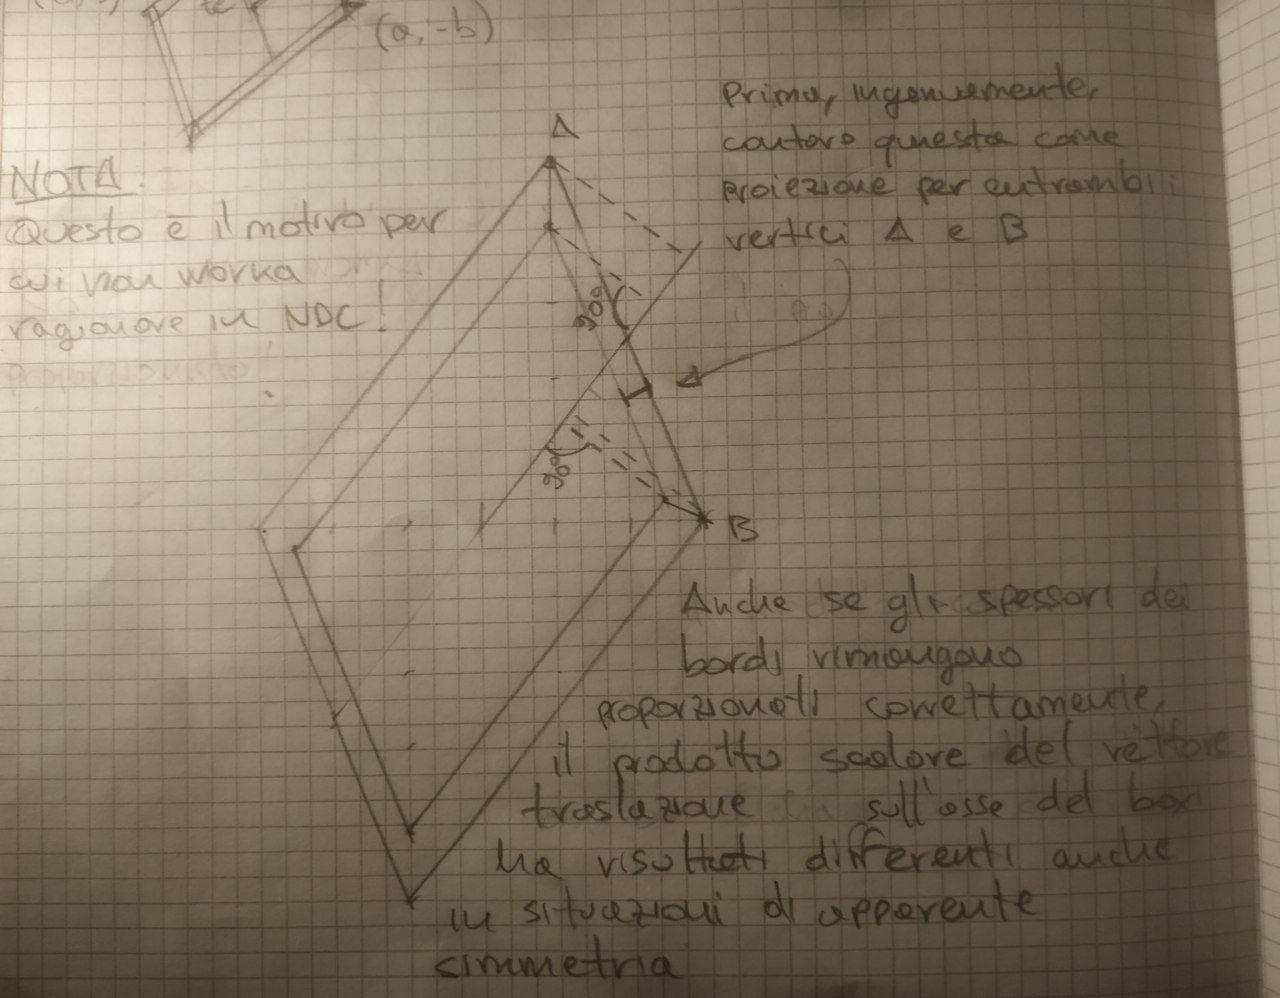 (a, -b)
A
Prima, ingenuamente,
contavo questa come
proiezione per entrambi i
vertici A e B
NOTA:
Questo è il motivo per
cui non worka
ragionare in NDC!
90°
90°
B
Anche se gli spessori dei
bordi rimangono
proporzionati correttamente,
il prodotto scalare del vettore
traslazione sull'asse del box
ha risultati differenti anche
in situazioni di apparente
simmetria